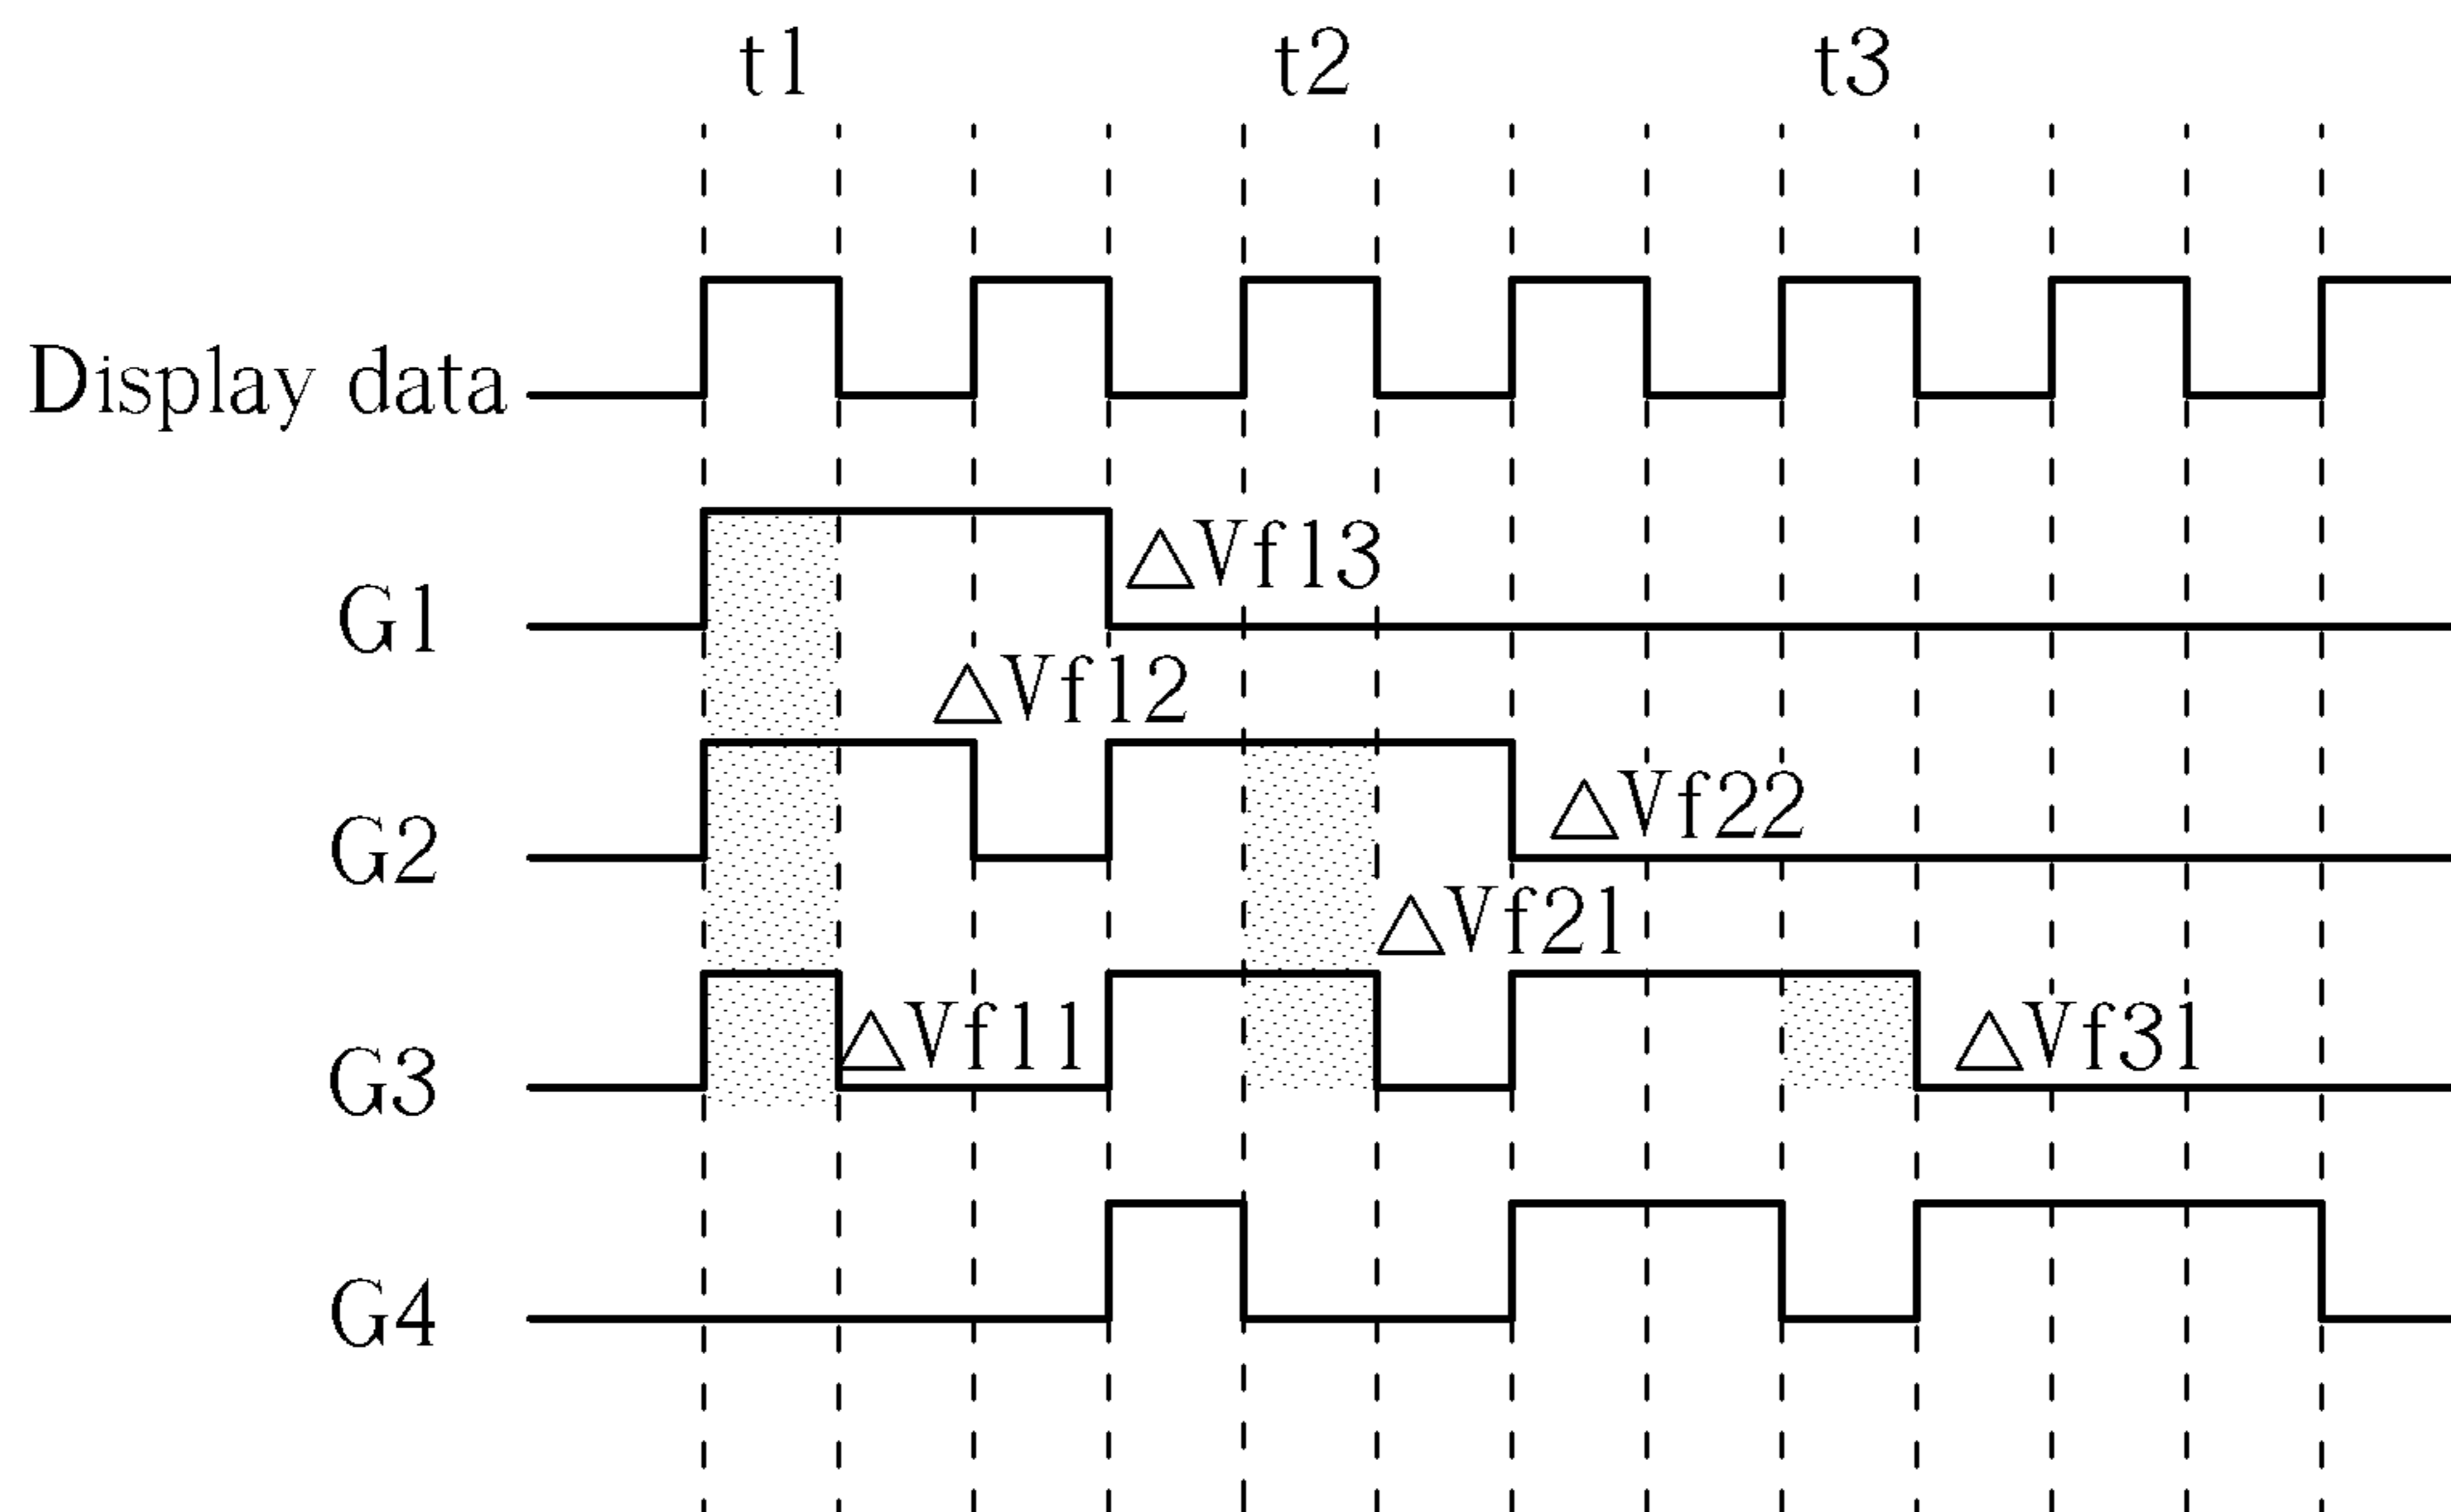 t1 t2 t3
Display data
△Vf13
G1
△Vf12
△Vf22
G2
△Vf21
△Vf11 △Vf31
G3
G4